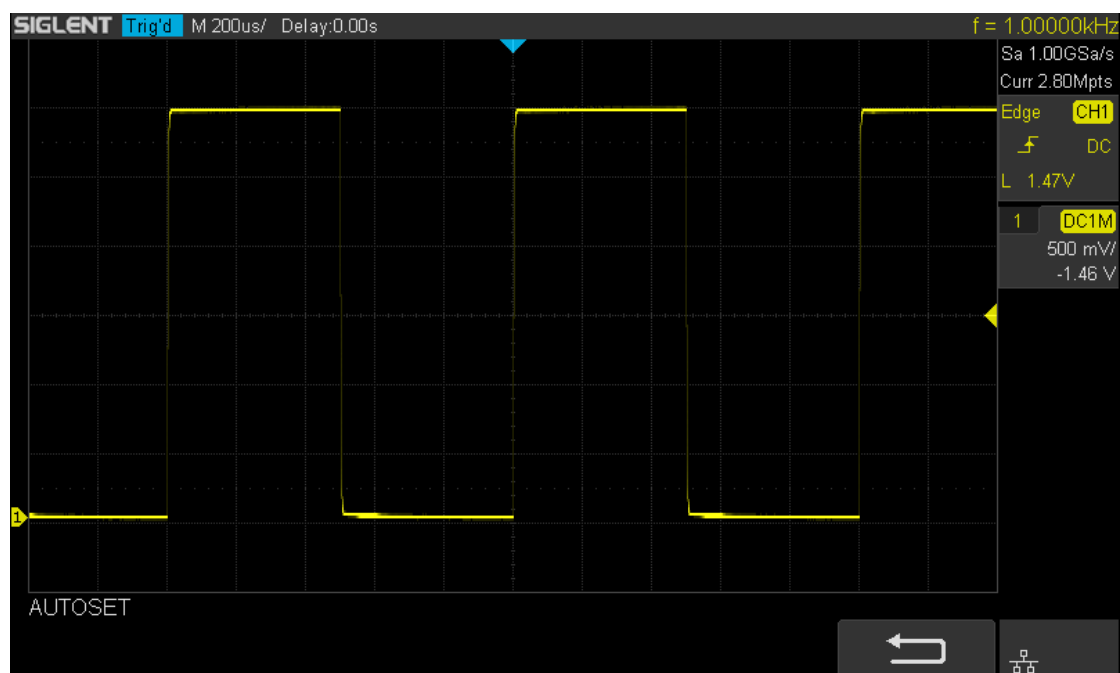 SIGLENT Trig'd M 200us/ Delay:0.00s f = 1.00000kHz
Sa 1.00GSa/s
Curr 2.80Mpts
Edge CH1
DC
L 1.47V
1 DC1M
500 mV/
-1.46 V
1
AUTOSET